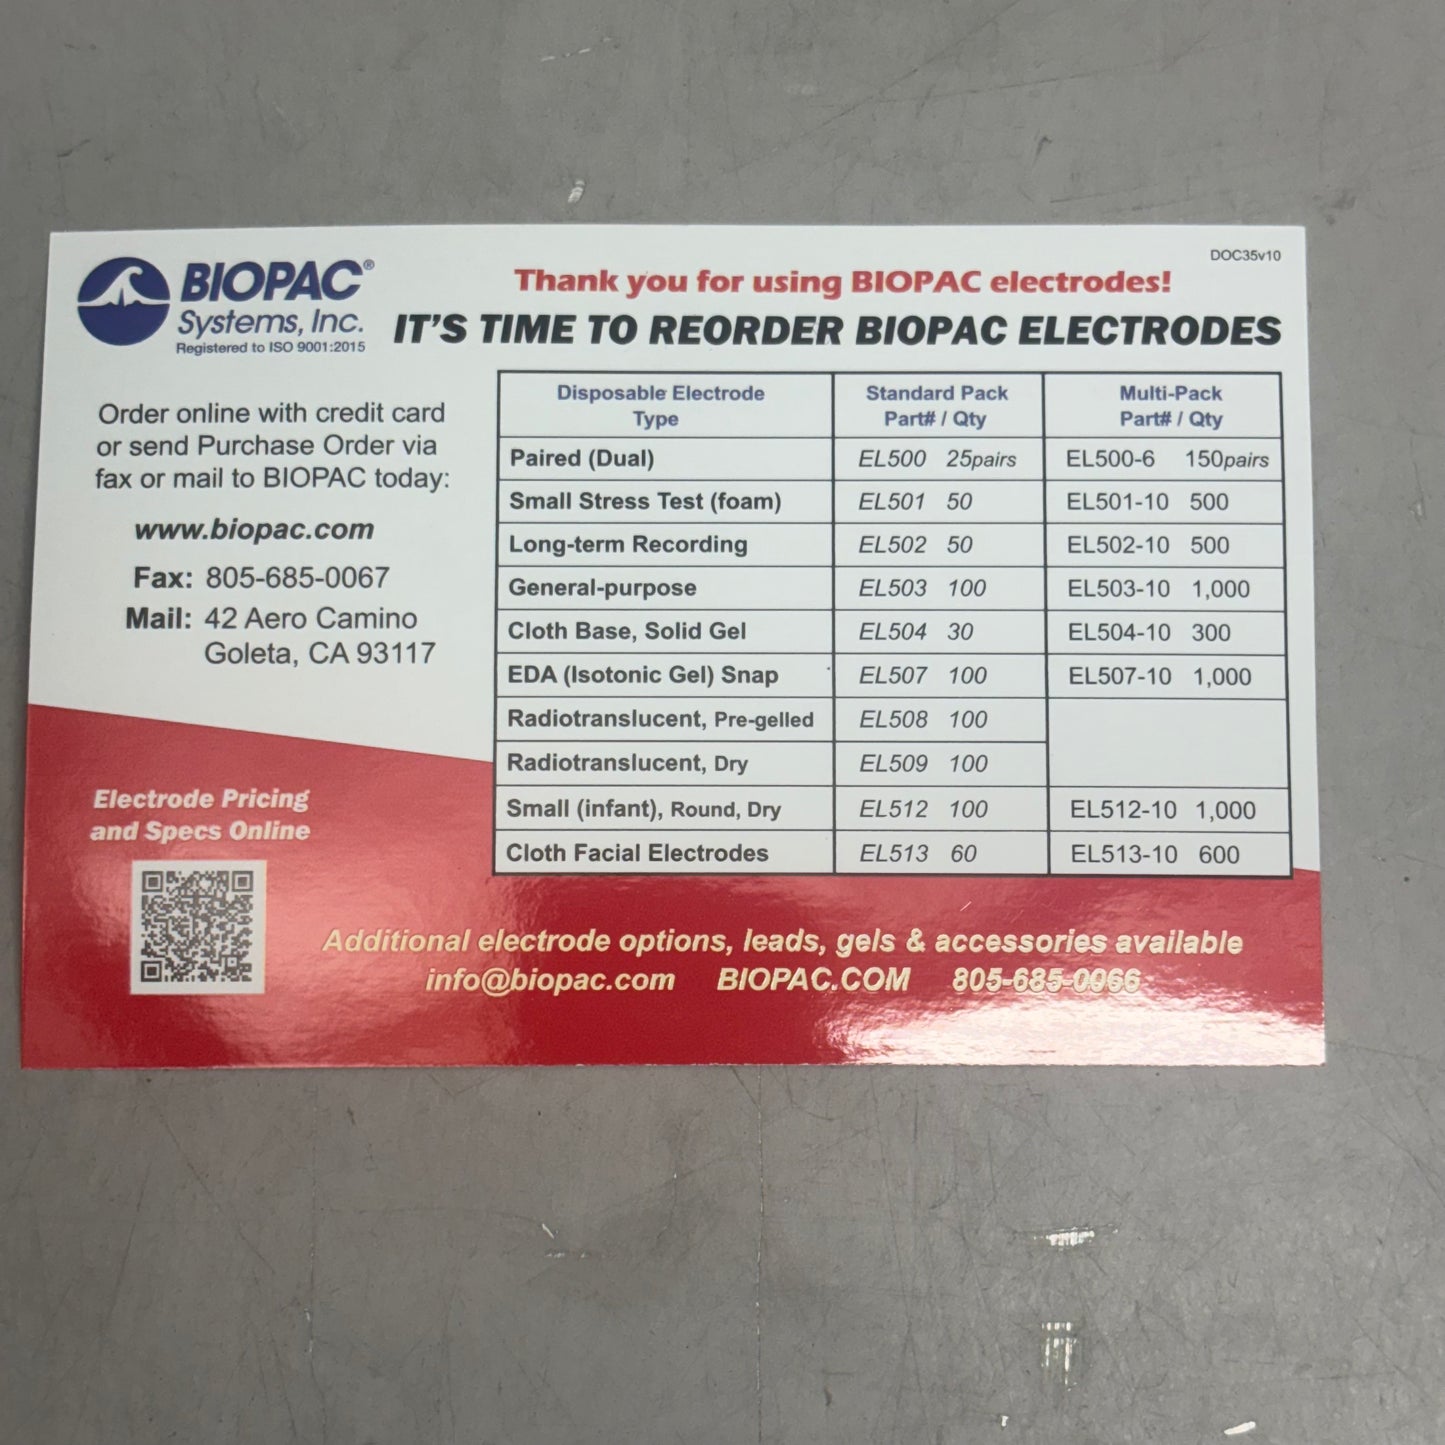 BIOPAC®
Systems, Inc.
Registered to ISO 9001:2015
DOC35v10
Thank you for using BIOPAC electrodes!
IT'S TIME TO REORDER BIOPAC ELECTRODES
Order online with credit card
or send Purchase Order via
fax or mail to BIOPAC today:
www.biopac.com
Fax: 805-685-0067
Mail: 42 Aero Camino
Goleta, CA 93117
Disposable Electrode Type | Standard Pack Part# / Qty | Multi-Pack Part# / Qty
Paired (Dual) EL500 25pairs EL500-6 150pairs
Small Stress Test (foam) EL501 50 EL501-10 500
Long-term Recording EL502 50 EL502-10 500
General-purpose EL503 100 EL503-10 1,000
Cloth Base, Solid Gel EL504 30 EL504-10 300
EDA (Isotonic Gel) Snap EL507 100 EL507-10 1,000
Radiotranslucent, Pre-gelled EL508 100
Radiotranslucent, Dry EL509 100
Small (infant), Round, Dry EL512 100 EL512-10 1,000
Cloth Facial Electrodes EL513 60 EL513-10 600
Electrode Pricing
and Specs Online
Additional electrode options, leads, gels & accessories available
info@biopac.com BIOPAC.COM 805-685-0066